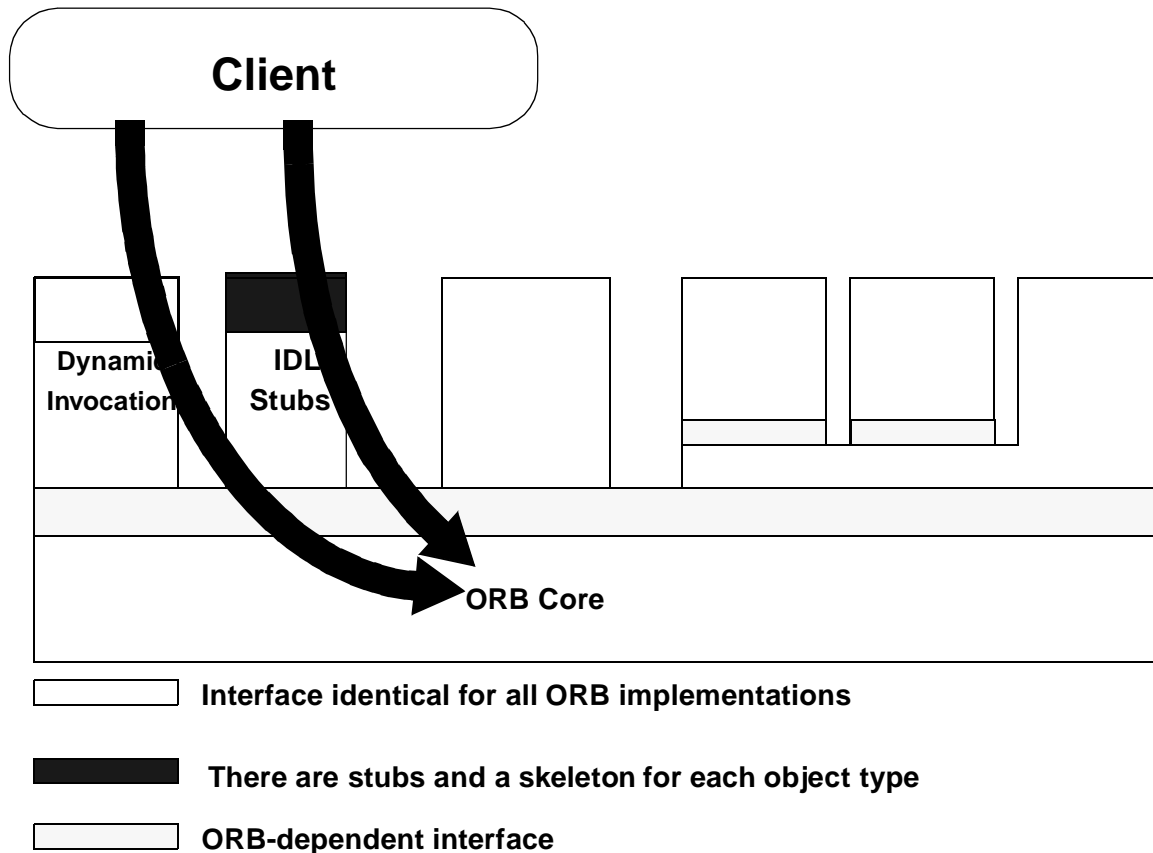 Client
Dynamic
Invocation
IDL
Stubs
ORB Core
Interface identical for all ORB implementations
There are stubs and a skeleton for each object type
ORB-dependent interface